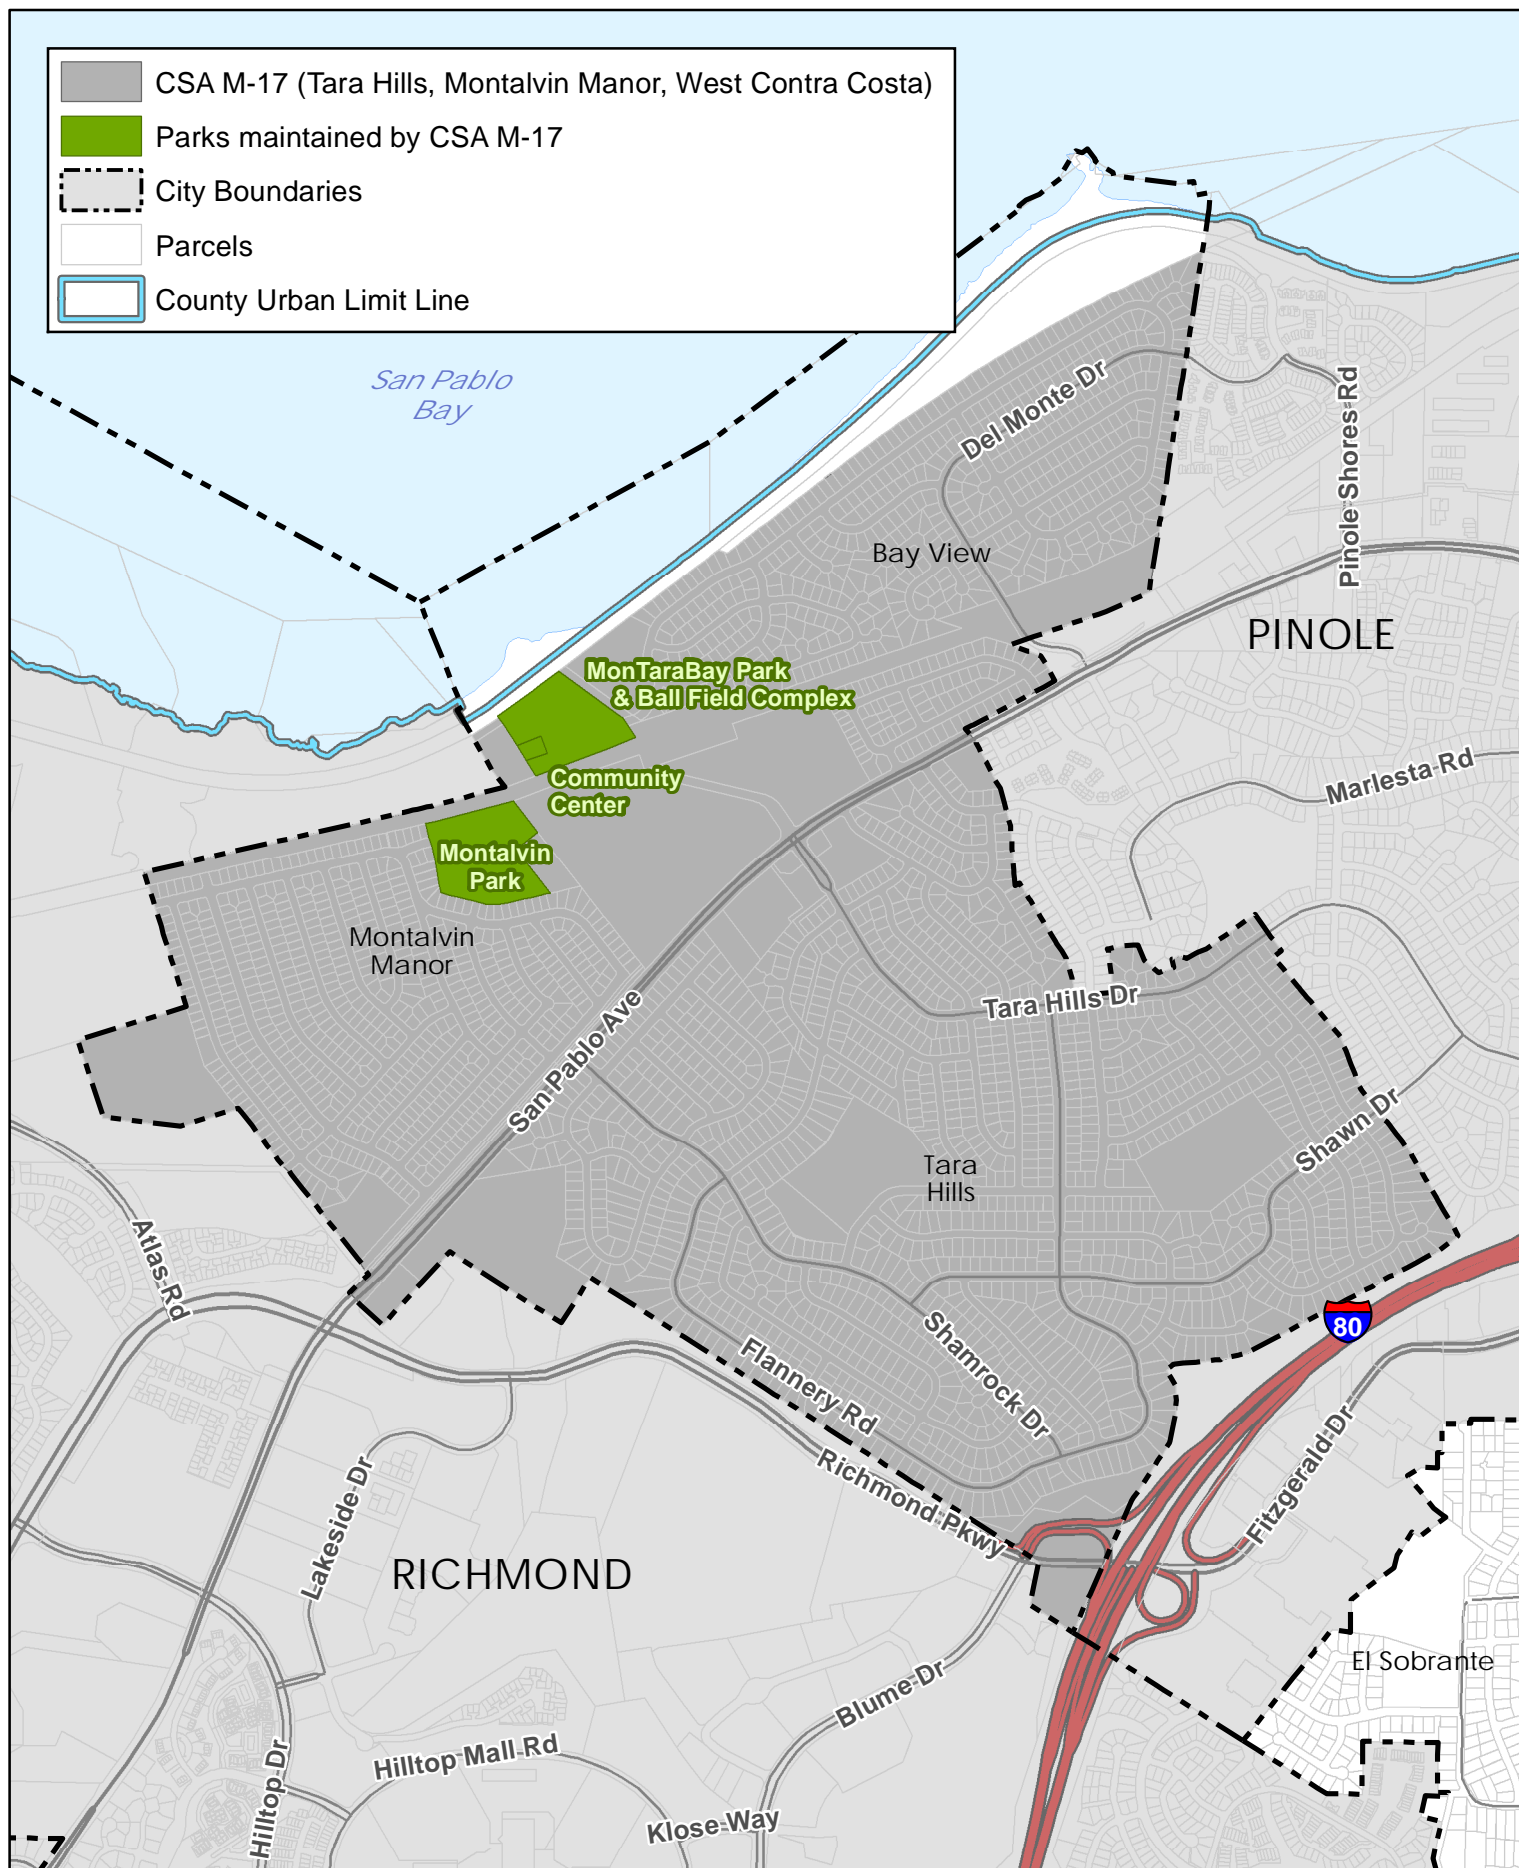 CSA M-17 (Tara Hills, Montalvin Manor, West Contra Costa)
Parks maintained by CSA M-17
City Boundaries
Parcels
County Urban Limit Line
San Pablo
Bay
Del Monte Dr
Pinole Shores Rd
Bay View
PINOLE
MonTaraBay Park
& Ball Field Complex
Community
Center
Marlesta Rd
Montalvin
Park
Montalvin
Manor
Tara Hills Dr
San Pablo Ave
Shawn Dr
Tara
Hills
Atlas Rd
80
Shamrock Dr
Flannery Rd
Fitzgerald Dr
Richmond Pkwy
Lakeside Dr
RICHMOND
El Sobrante
Blume Dr
Hilltop Mall Rd
Hilltop Dr
Klose Way